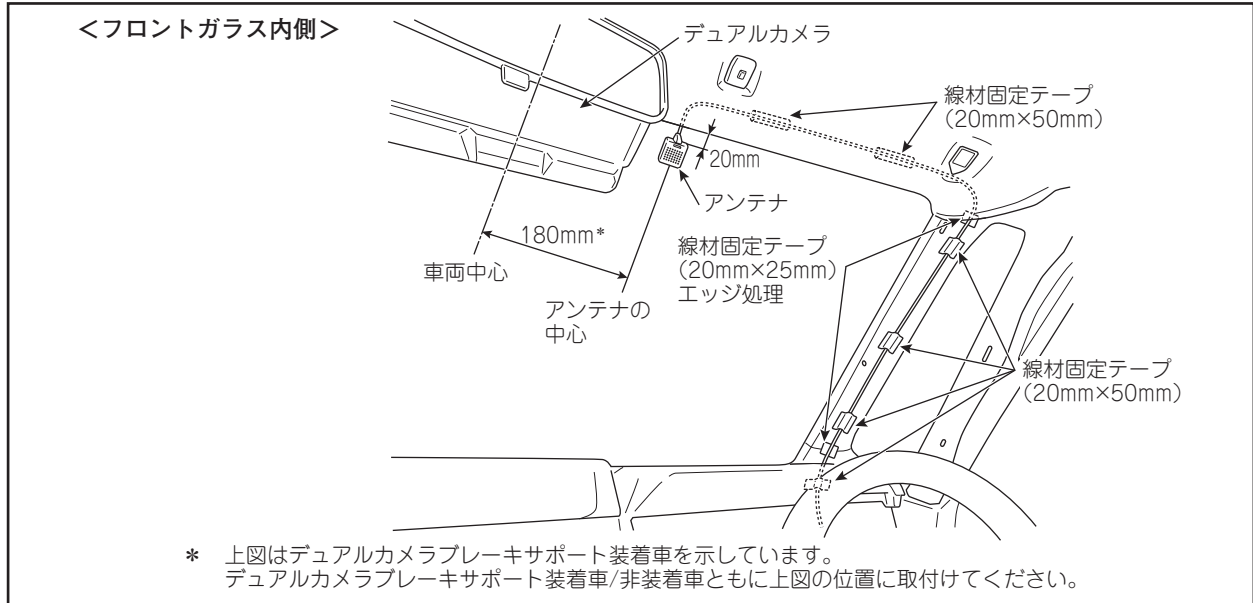 ＜フロントガラス内側＞
デュアルカメラ
線材固定テープ
（20mm×50mm）
20mm
アンテナ
180mm*
車両中心
線材固定テープ
（20mm×25mm）
エッジ処理
アンテナの
中心
線材固定テープ
（20mm×50mm）
* 上図はデュアルカメラブレーキサポート装着車を示しています。
デュアルカメラブレーキサポート装着車/非装着車ともに上図の位置に取付けてください。